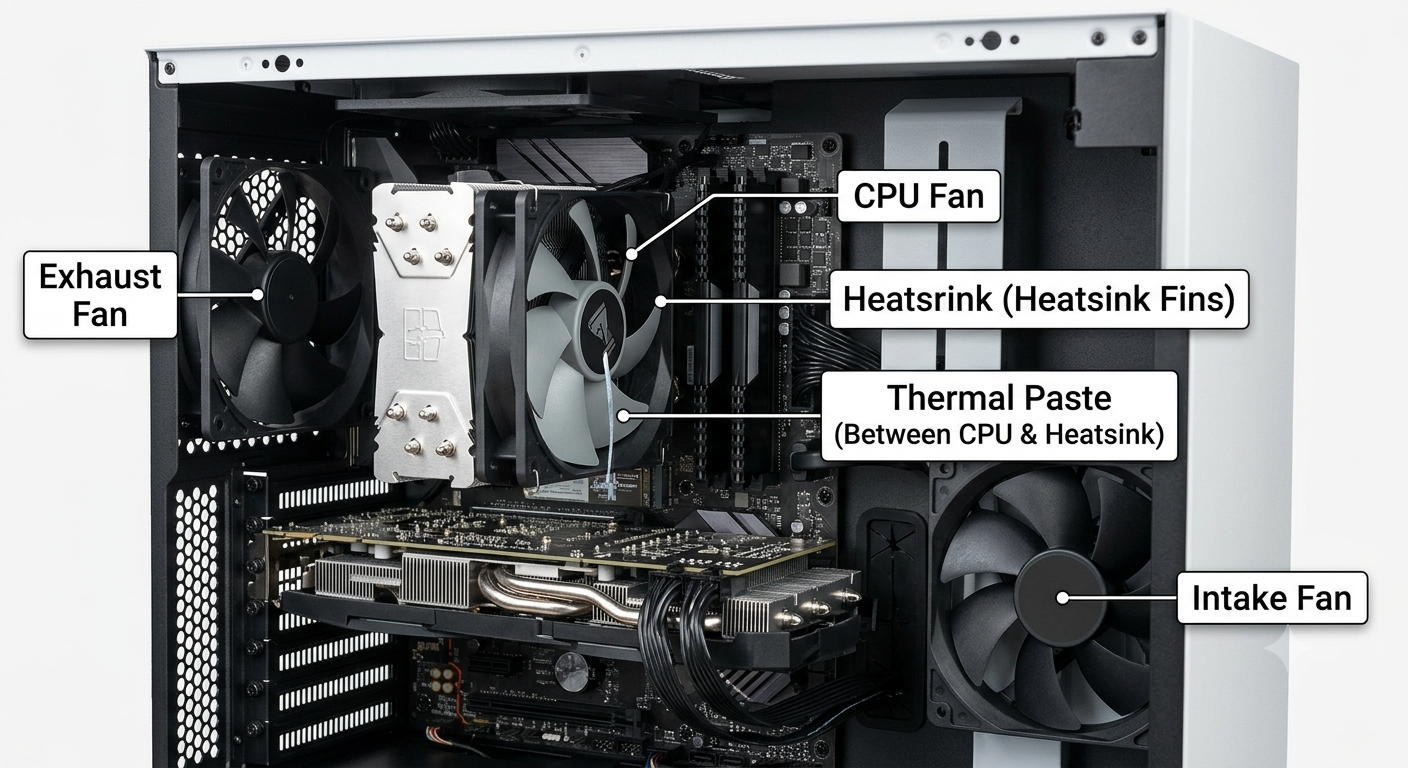 CPU Fan
Exhaust
Fan
Heatsrink (Heatsink Fins)
Thermal Paste
(Between CPU & Heatsink)
Intake Fan